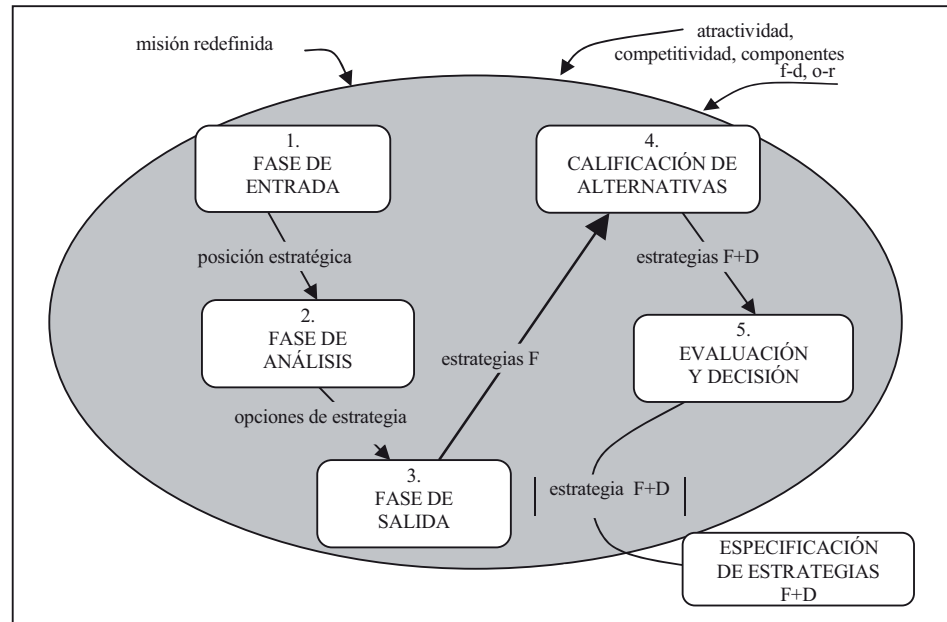 misión redefinida
atractividad,
competitividad, componentes
f-d, o-r
1.
FASE DE
ENTRADA
4.
CALIFICACIÓN DE
ALTERNATIVAS
posición estratégica
estrategias F+D
2.
FASE DE
ANÁLISIS
5.
EVALUACIÓN
Y DECISIÓN
estrategias F
opciones de estrategia
3.
FASE DE
SALIDA
estrategia F+D
ESPECIFICACIÓN
DE ESTRATEGIAS
F+D